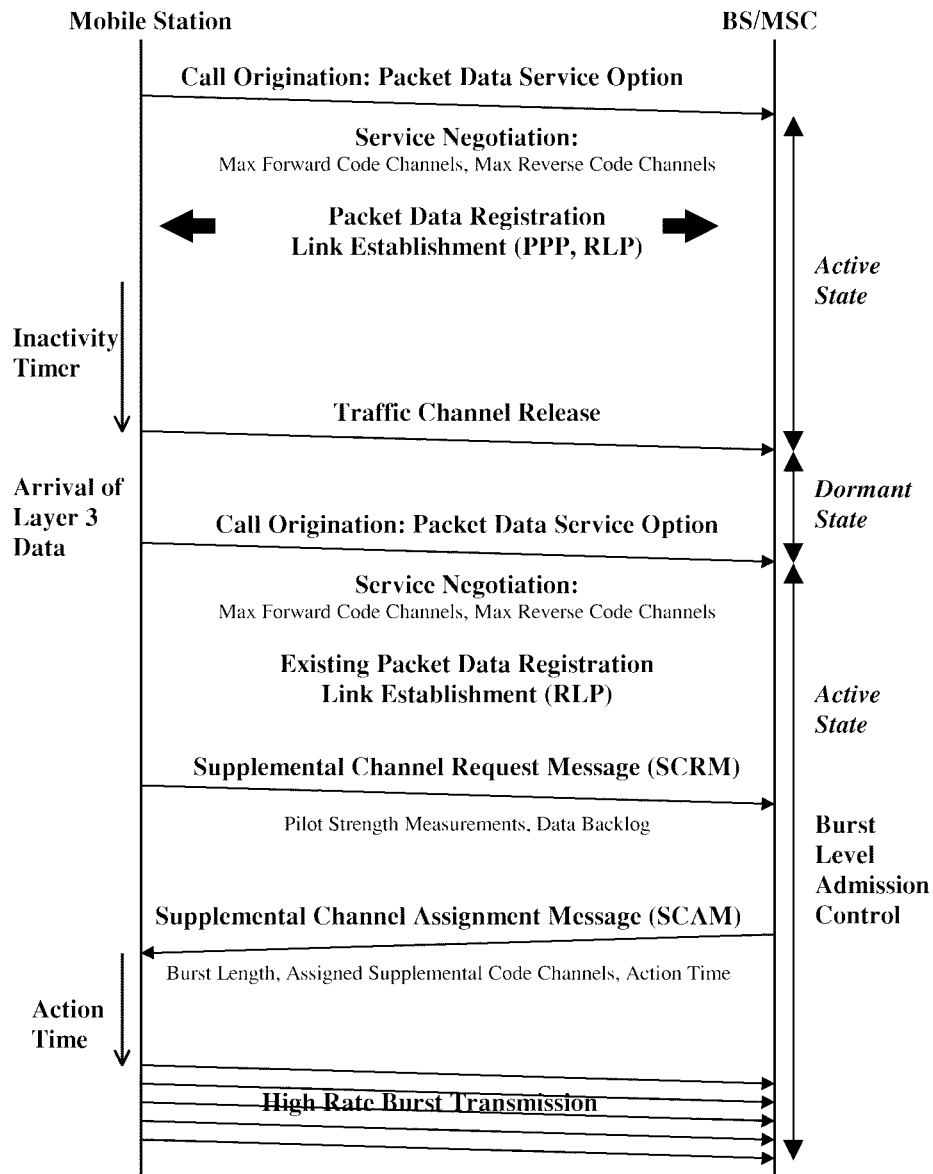 Mobile Station
BS/MSC
Call Origination: Packet Data Service Option
Service Negotiation:
Max Forward Code Channels, Max Reverse Code Channels
Packet Data Registration
Link Establishment (PPP, RLP)
Active
State
Inactivity
Timer
Traffic Channel Release
Arrival of
Layer 3
Data
Dormant
State
Call Origination: Packet Data Service Option
Service Negotiation:
Max Forward Code Channels, Max Reverse Code Channels
Existing Packet Data Registration
Link Establishment (RLP)
Active
State
Supplemental Channel Request Message (SCRM)
Pilot Strength Measurements, Data Backlog
Burst
Level
Admission
Control
Supplemental Channel Assignment Message (SCAM)
Burst Length, Assigned Supplemental Code Channels, Action Time
Action
Time
High Rate Burst Transmission